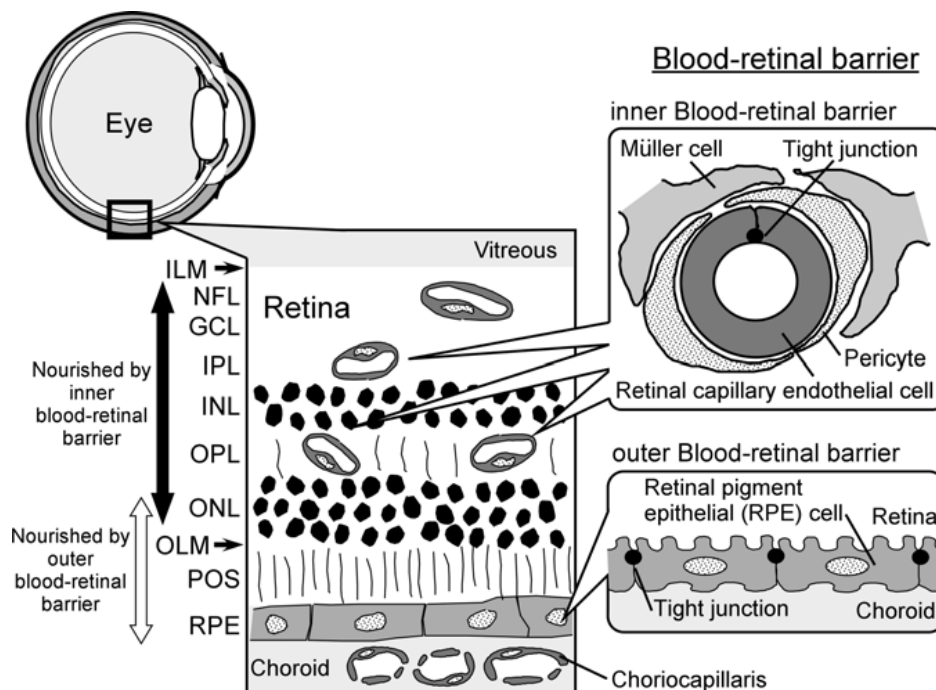 Eye
Blood-retinal barrier
inner Blood-retinal barrier
Müller cell
Tight junction
Pericyte
Retinal capillary endothelial cell
Vitreous
Retina
ILM
NFL
GCL
IPL
INL
OPL
ONL
OLM
POS
RPE
Nourished by
inner
blood-retinal
barrier
Nourished by
outer
blood-retinal
barrier
Choroid
Choriocapillaris
outer Blood-retinal barrier
Retinal pigment
epithelial (RPE) cell
Retina
Tight junction
Choroid